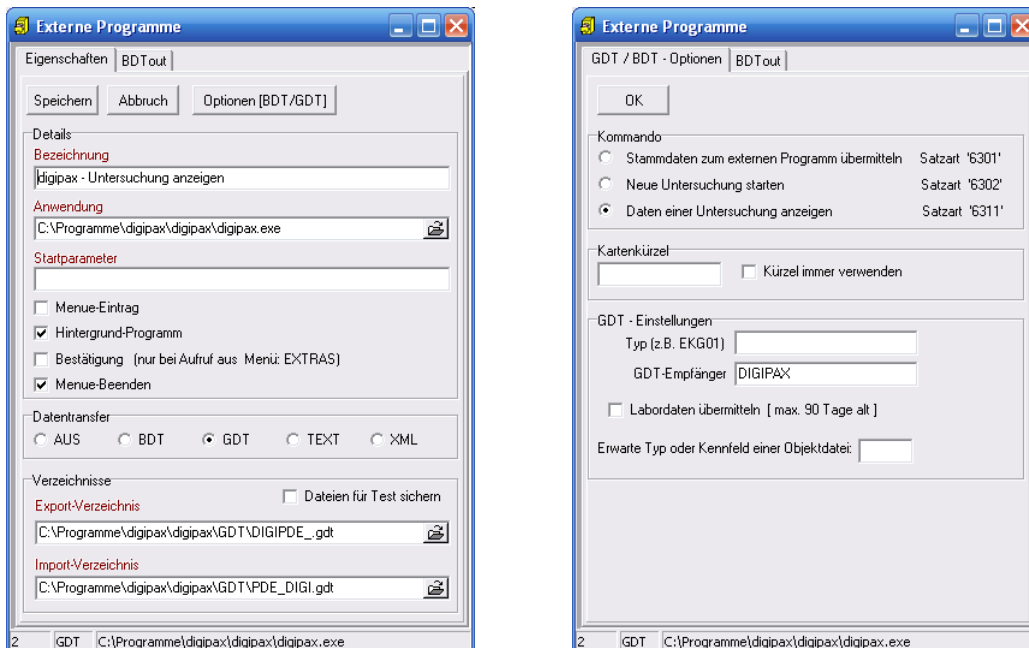 Externe Programme
Eigenschaften BDTout
Speichern Abbruch Optionen [BDT/GDT]
Details
Bezeichnung
digipax - Untersuchung anzeigen
Anwendung
C:\Programme\digipax\digipax\digipax.exe
Startparameter
Menue-Eintrag
Hintergrund-Programm
Bestätigung (nur bei Aufruf aus Menü: EXTRAS)
Menue-Beenden
Datentransfer
AUS BDT GDT TEXT XML
Verzeichnisse
Dateien für Test sichern
Export-Verzeichnis
C:\Programme\digipax\digipax\GDT\DIGIPDE_.gdt
Import-Verzeichnis
C:\Programme\digipax\digipax\GDT\PDE_DIGI.gdt
2 GDT C:\Programme\digipax\digipax\digipax.exe
Externe Programme
GDT / BDT - Optionen BDTout
OK
Kommando
Stammdaten zum externen Programm übermitteln Satzart '6301'
Neue Untersuchung starten Satzart '6302'
Daten einer Untersuchung anzeigen Satzart '6311'
Kartenkürzel
Kürzel immer verwenden
GDT - Einstellungen
Typ (z.B. EKG01)
GDT-Empfänger DIGIPAX
Labordaten übermitteln [ max. 90 Tage alt ]
Erwarte Typ oder Kennfeld einer Objektdatei:
2 GDT C:\Programme\digipax\digipax\digipax.exe